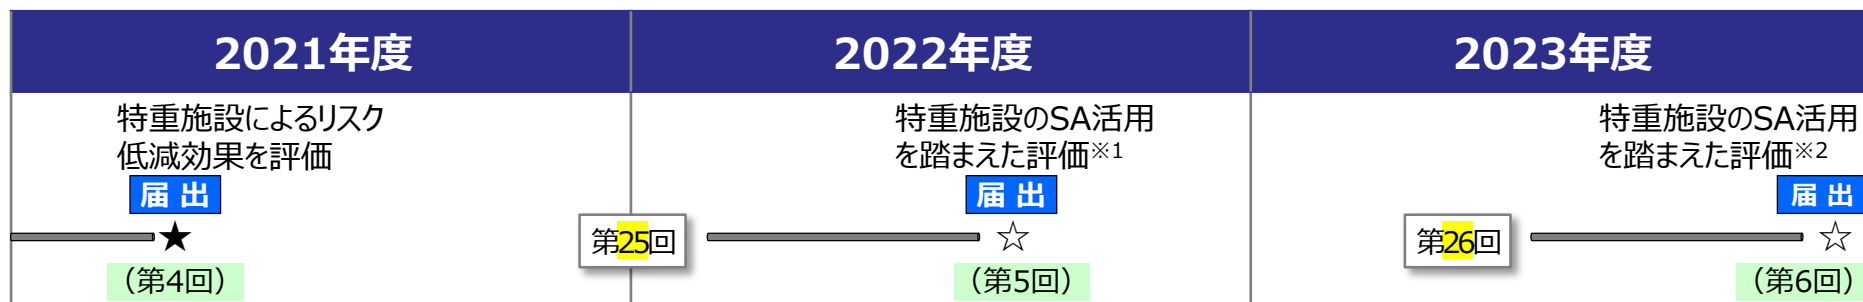 2021年度
2022年度
2023年度
特重施設によるリスク
低減効果を評価
届出
★
（第4回）
第25回
特重施設のSA活用
を踏まえた評価※1
届出
☆
（第5回）
第26回
特重施設のSA活用
を踏まえた評価※2
届出
☆
（第6回）